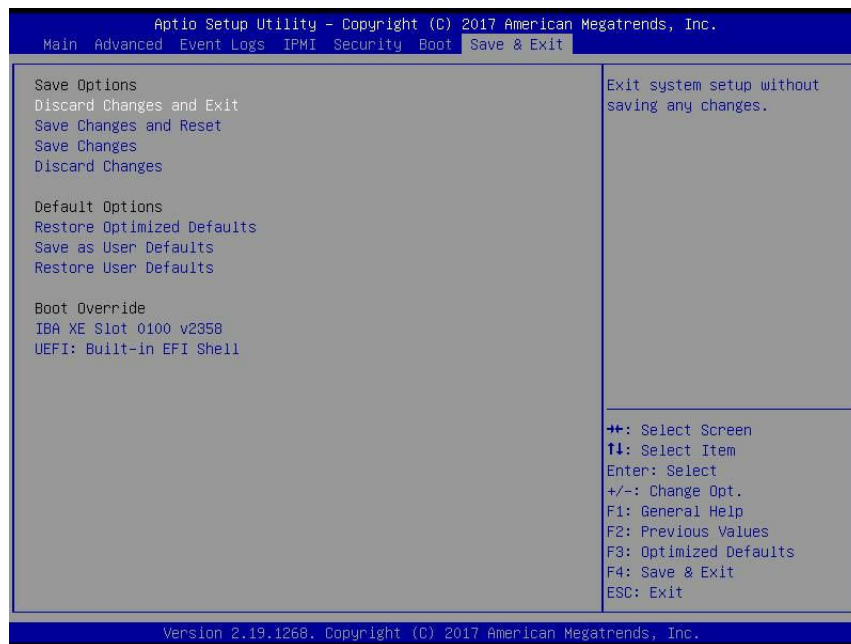 Aptio Setup Utility – Copyright (C) 2017 American Megatrends, Inc.
Main Advanced Event Logs IPMI Security Boot Save & Exit
Save Options
Discard Changes and Exit
Save Changes and Reset
Save Changes
Discard Changes
Default Options
Restore Optimized Defaults
Save as User Defaults
Restore User Defaults
Boot Override
IBA XE Slot 0100 v2358
UEFI: Built-in EFI Shell
Exit system setup without
saving any changes.
→←: Select Screen
↑↓: Select Item
Enter: Select
+/-: Change Opt.
F1: General Help
F2: Previous Values
F3: Optimized Defaults
F4: Save & Exit
ESC: Exit
Version 2.19.1268. Copyright (C) 2017 American Megatrends, Inc.